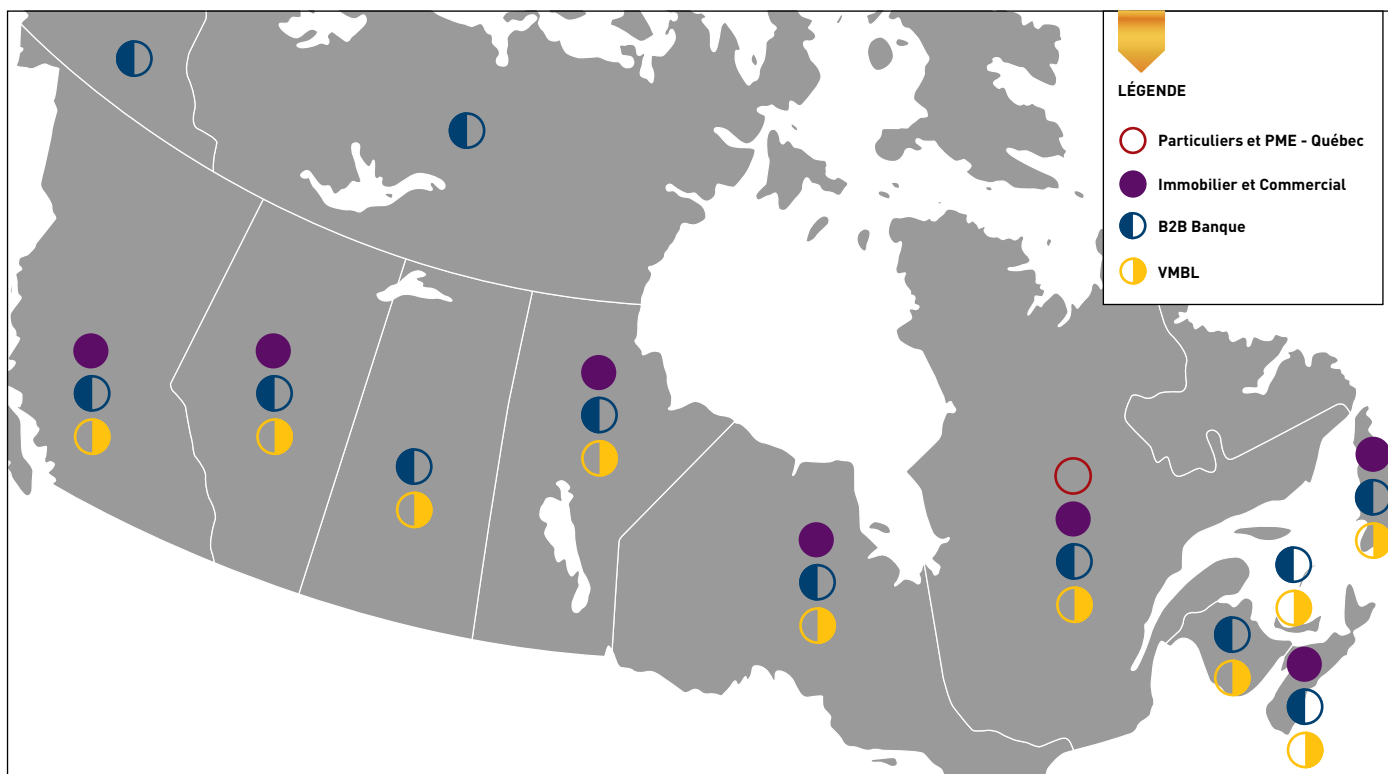 LÉGENDE
Particuliers et PME - Québec
Immobilier et Commercial
B2B Banque
VMBL